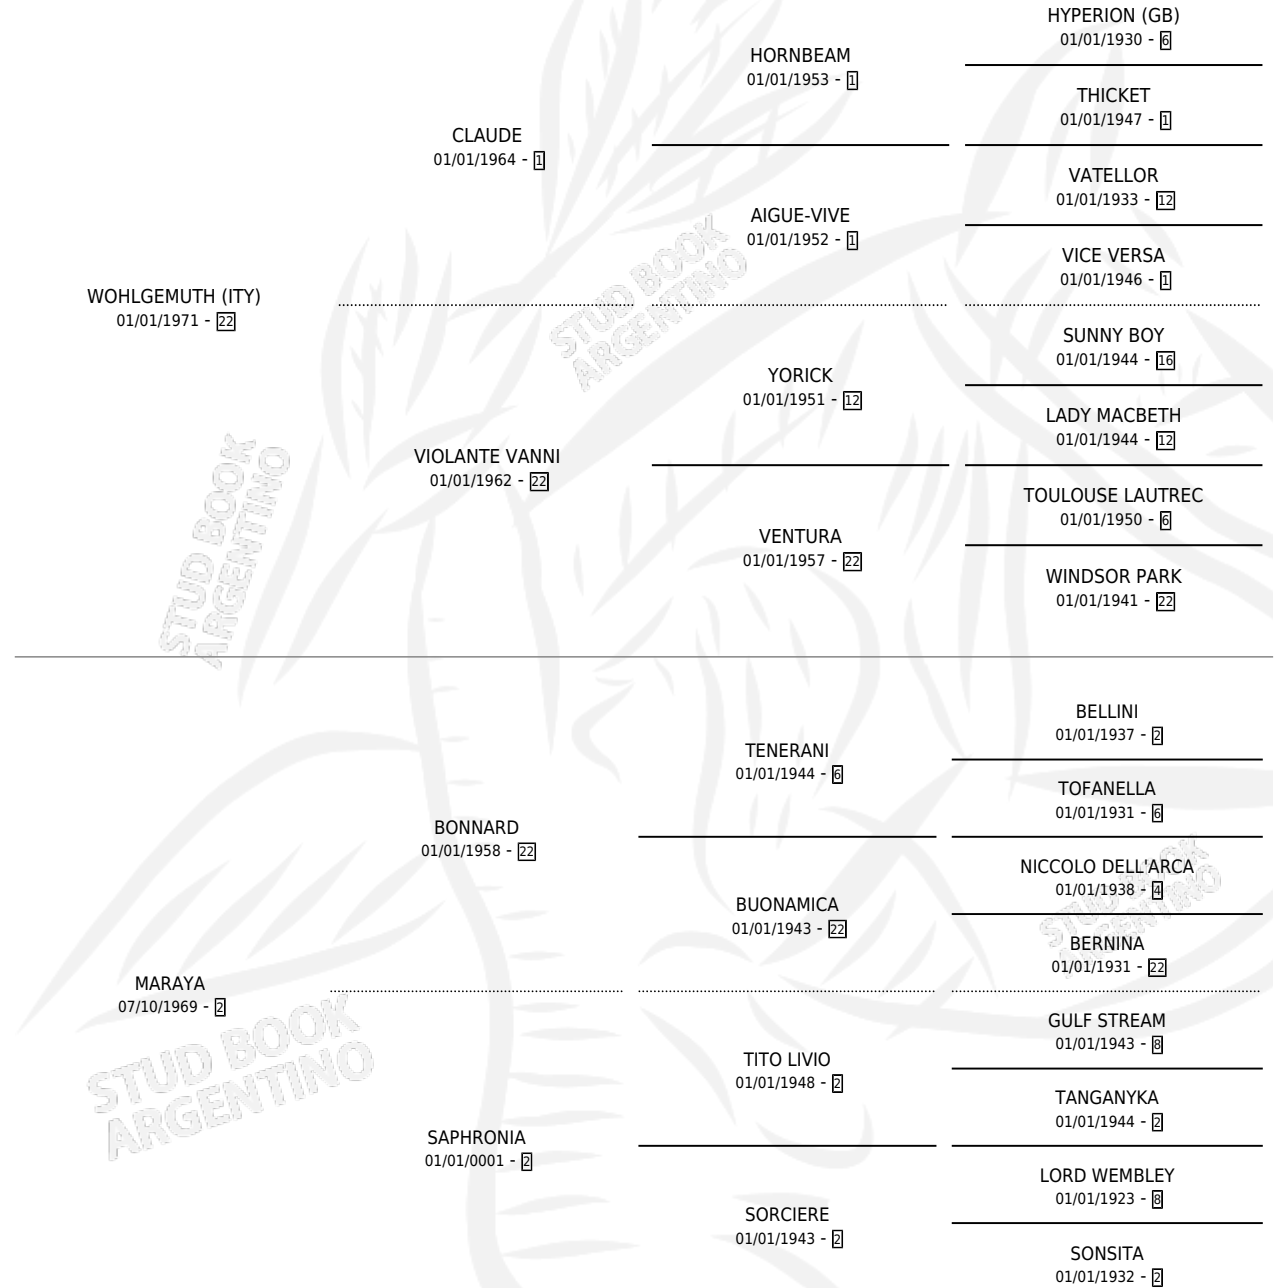 HYPERION (GB)
01/01/1930 - 6
HORNBEAM
01/01/1953 - 1
THICKET
01/01/1947 - 1
CLAUDE
01/01/1964 - 1
VATELLOR
01/01/1933 - 12
AIGUE-VIVE
01/01/1952 - 1
VICE VERSA
01/01/1946 - 1
WOHLGEMUTH (ITY)
01/01/1971 - 22
SUNNY BOY
01/01/1944 - 16
YORICK
01/01/1951 - 12
LADY MACBETH
01/01/1944 - 12
VIOLANTE VANNI
01/01/1962 - 22
TOULOUSE LAUTREC
01/01/1950 - 6
VENTURA
01/01/1957 - 22
WINDSOR PARK
01/01/1941 - 22
BELLINI
01/01/1937 - 2
TENERANI
01/01/1944 - 6
TOFANELLA
01/01/1931 - 6
BONNARD
01/01/1958 - 22
NICCOLO DELL'ARCA
01/01/1938 - 4
BUONAMICA
01/01/1943 - 22
BERNINA
01/01/1931 - 22
MARAYA
07/10/1969 - 2
GULF STREAM
01/01/1943 - 8
TITO LIVIO
01/01/1948 - 2
TANGANYKA
01/01/1944 - 2
SAPHRONIA
01/01/0001 - 2
LORD WEMBLEY
01/01/1923 - 8
SORCIERE
01/01/1943 - 2
SONSITA
01/01/1932 - 2
STUD BOOK
ARGENTINO
STUD BOOK
ARGENTINO
STUD BOOK
ARGENTINO
STUD BOOK
ARGENTINO